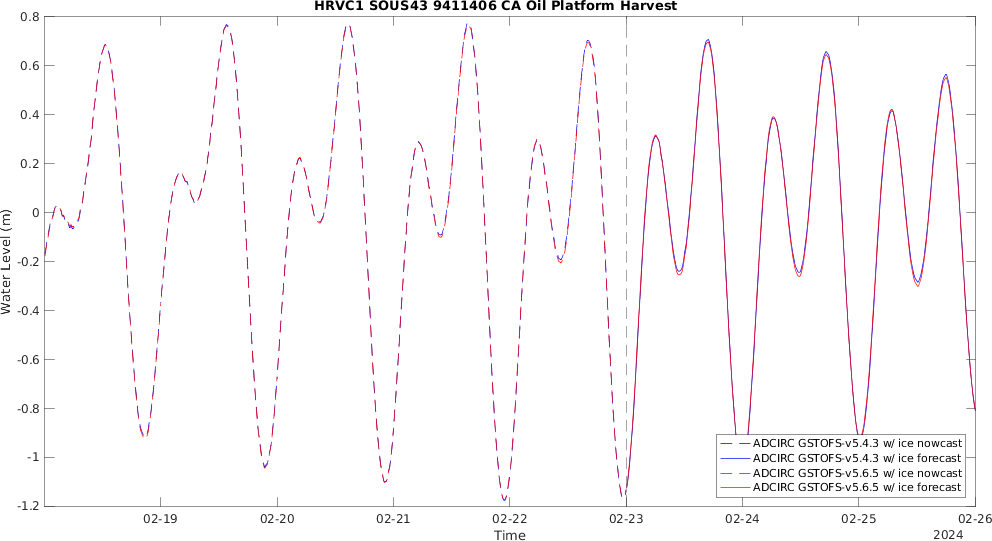 HRVC1 SOUS43 9411406 CA Oil Platform Harvest
0.8
0.6
0.4
0.2
0
-0.2
-0.4
-0.6
-0.8
-1
-1.2
Water Level (m)
ADCIRC GSTOFS-v5.4.3 w/ ice nowcast
ADCIRC GSTOFS-v5.4.3 w/ ice forecast
ADCIRC GSTOFS-v5.6.5 w/ ice nowcast
ADCIRC GSTOFS-v5.6.5 w/ ice forecast
02-19 02-20 02-21 02-22 02-23 02-24 02-25 02-26
Time
2024